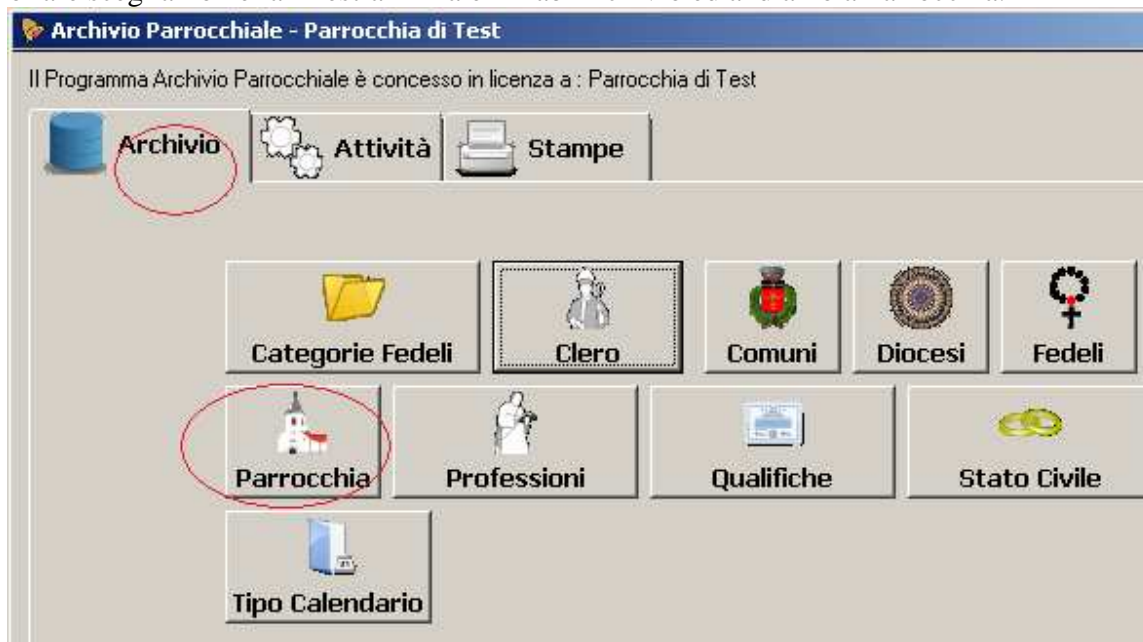 Archivio Parrocchiale - Parrocchia di Test
Il Programma Archivio Parrocchiale è concesso in licenza a : Parrocchia di Test
Archivio Attività Stampe
Categorie Fedeli Clero Comuni Diocesi Fedeli
Parrocchia Professioni Qualifiche Stato Civile
Tipo Calendario